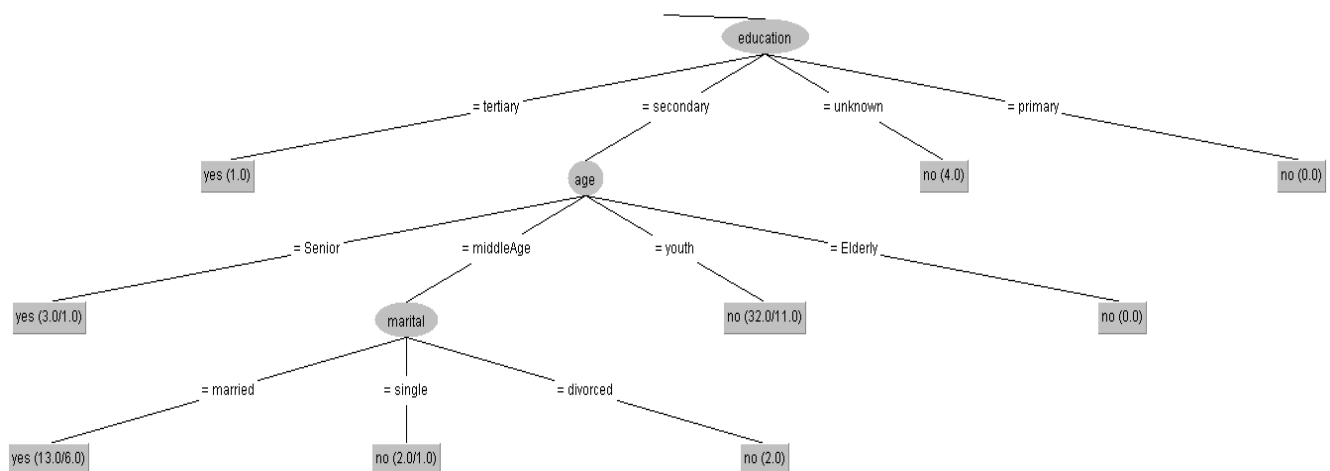 education
= tertiary
= secondary
= unknown
= primary
yes (1.0)
age
no (4.0)
no (0.0)
= Senior
= middleAge
= youth
= Elderly
yes (3.0/1.0)
marital
no (32.0/11.0)
no (0.0)
= married
= single
= divorced
yes (13.0/6.0)
no (2.0/1.0)
no (2.0)